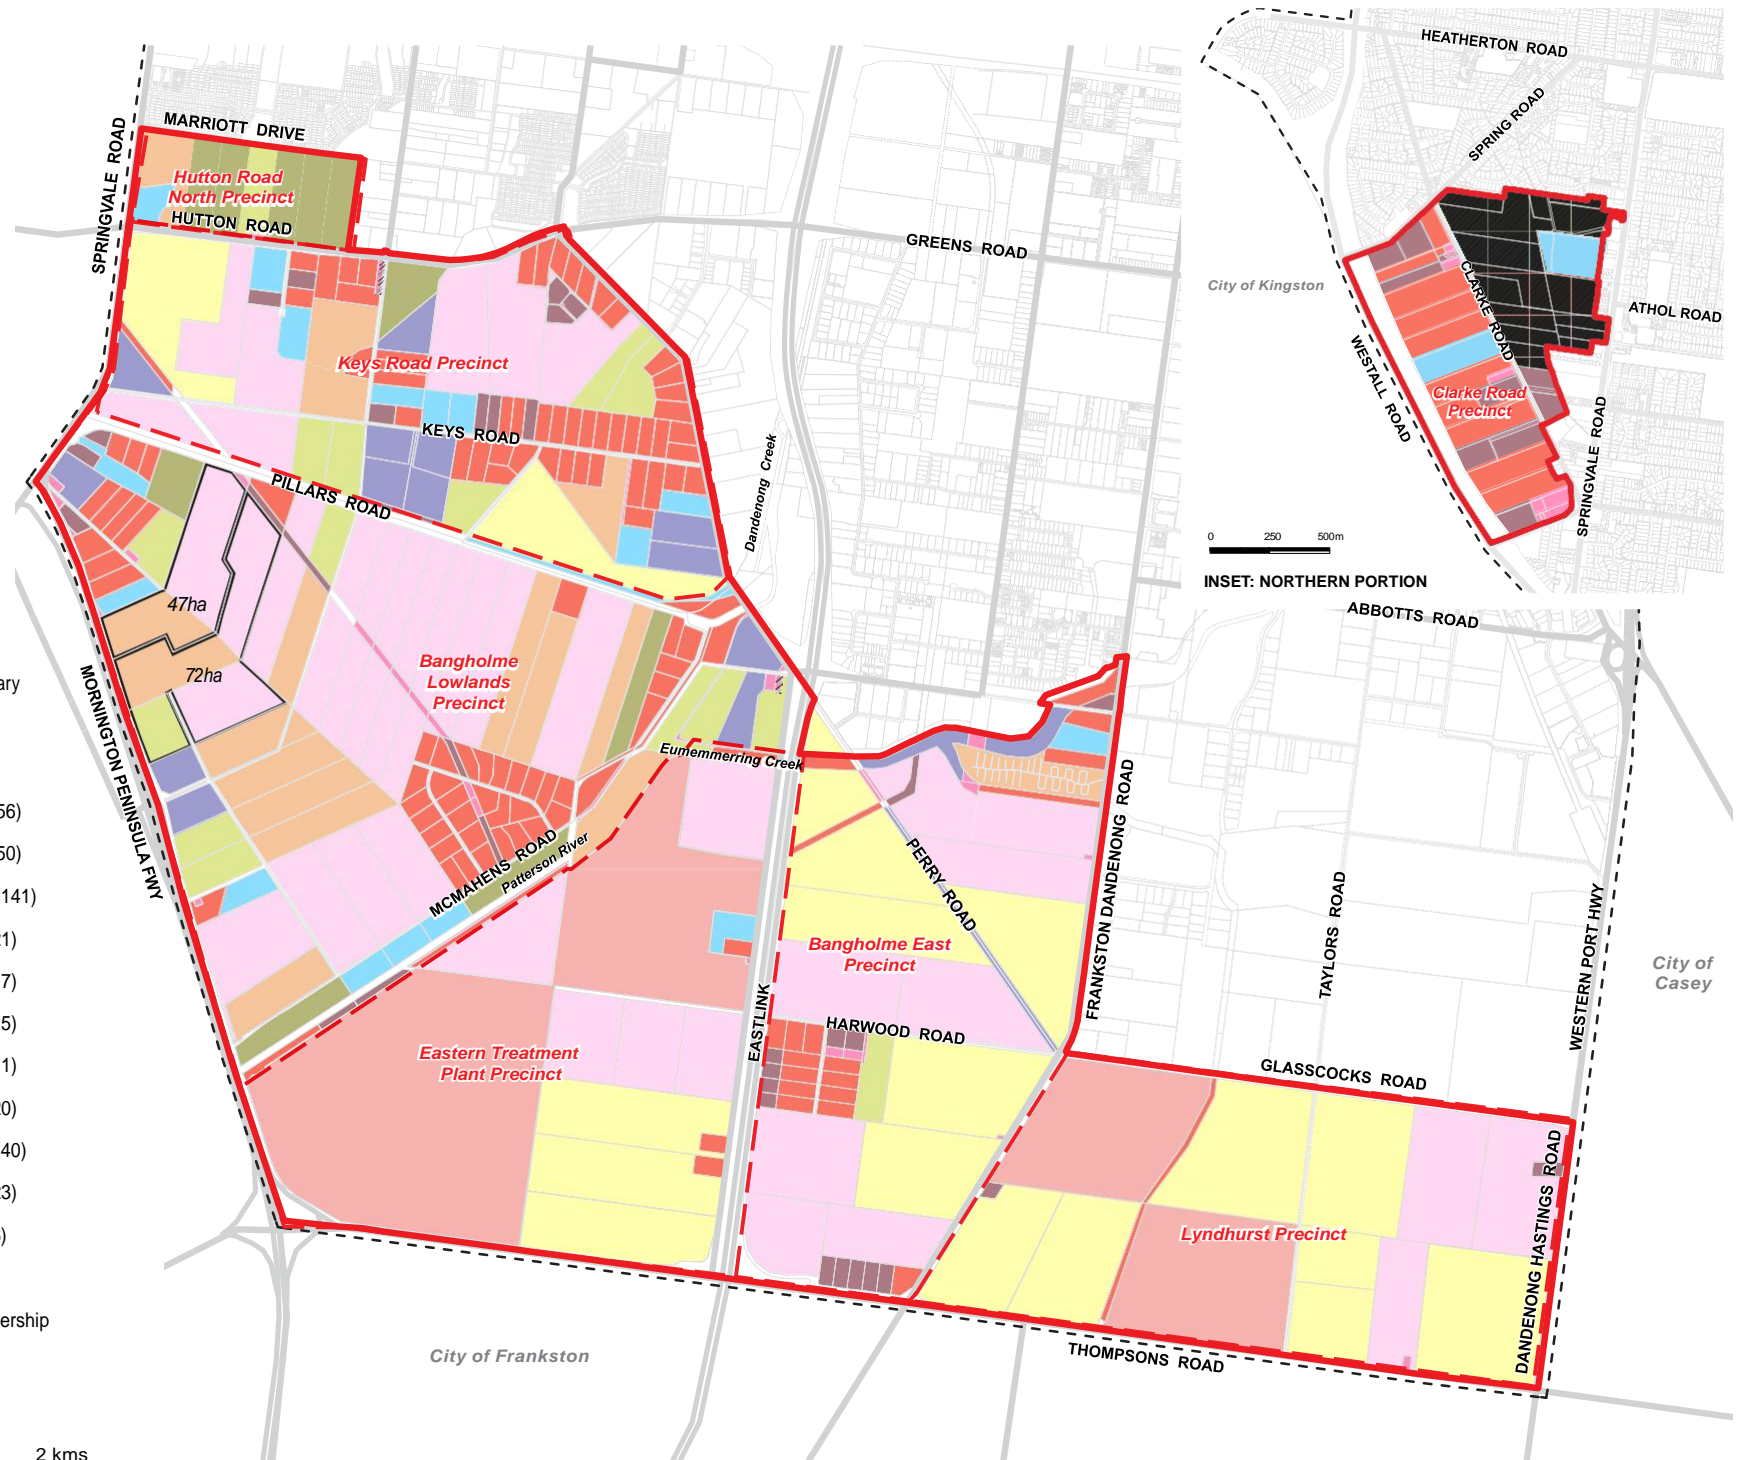 HEATHERTON ROAD
SPRING ROAD
MARRIOTT DRIVE
SPRINGVALE ROAD
Hutton Road
North Precinct
HUTTON ROAD
GREENS ROAD
City of Kingston
CLARKE ROAD
ATHOL ROAD
WESTALL ROAD
Clarke Road
Precinct
SPRINGVALE ROAD
Keys Road Precinct
KEYS ROAD
PILLARS ROAD
Dandenong Creek
0 250 500m
INSET: NORTHERN PORTION
ABBOTTS ROAD
47ha
72ha
Bangholme
Lowlands
Precinct
ary
MORNINGTON PENINSULA FWY
Eumemmerring Creek
56)
50)
141)
21)
7)
5)
1)
20)
40)
23)
)
ership
MCMAHENS ROAD
Patterson River
PERRY ROAD
FRANKSTON DANDENONG ROAD
TAYLORS ROAD
WESTERN PORT HWY
City of
Casey
Bangholme East
Precinct
EASTLINK
HARWOOD ROAD
Eastern Treatment
Plant Precinct
GLASSCOCKS ROAD
DANDENONG HASTINGS ROAD
Lyndhurst Precinct
THOMPSONS ROAD
City of Frankston
2 kms